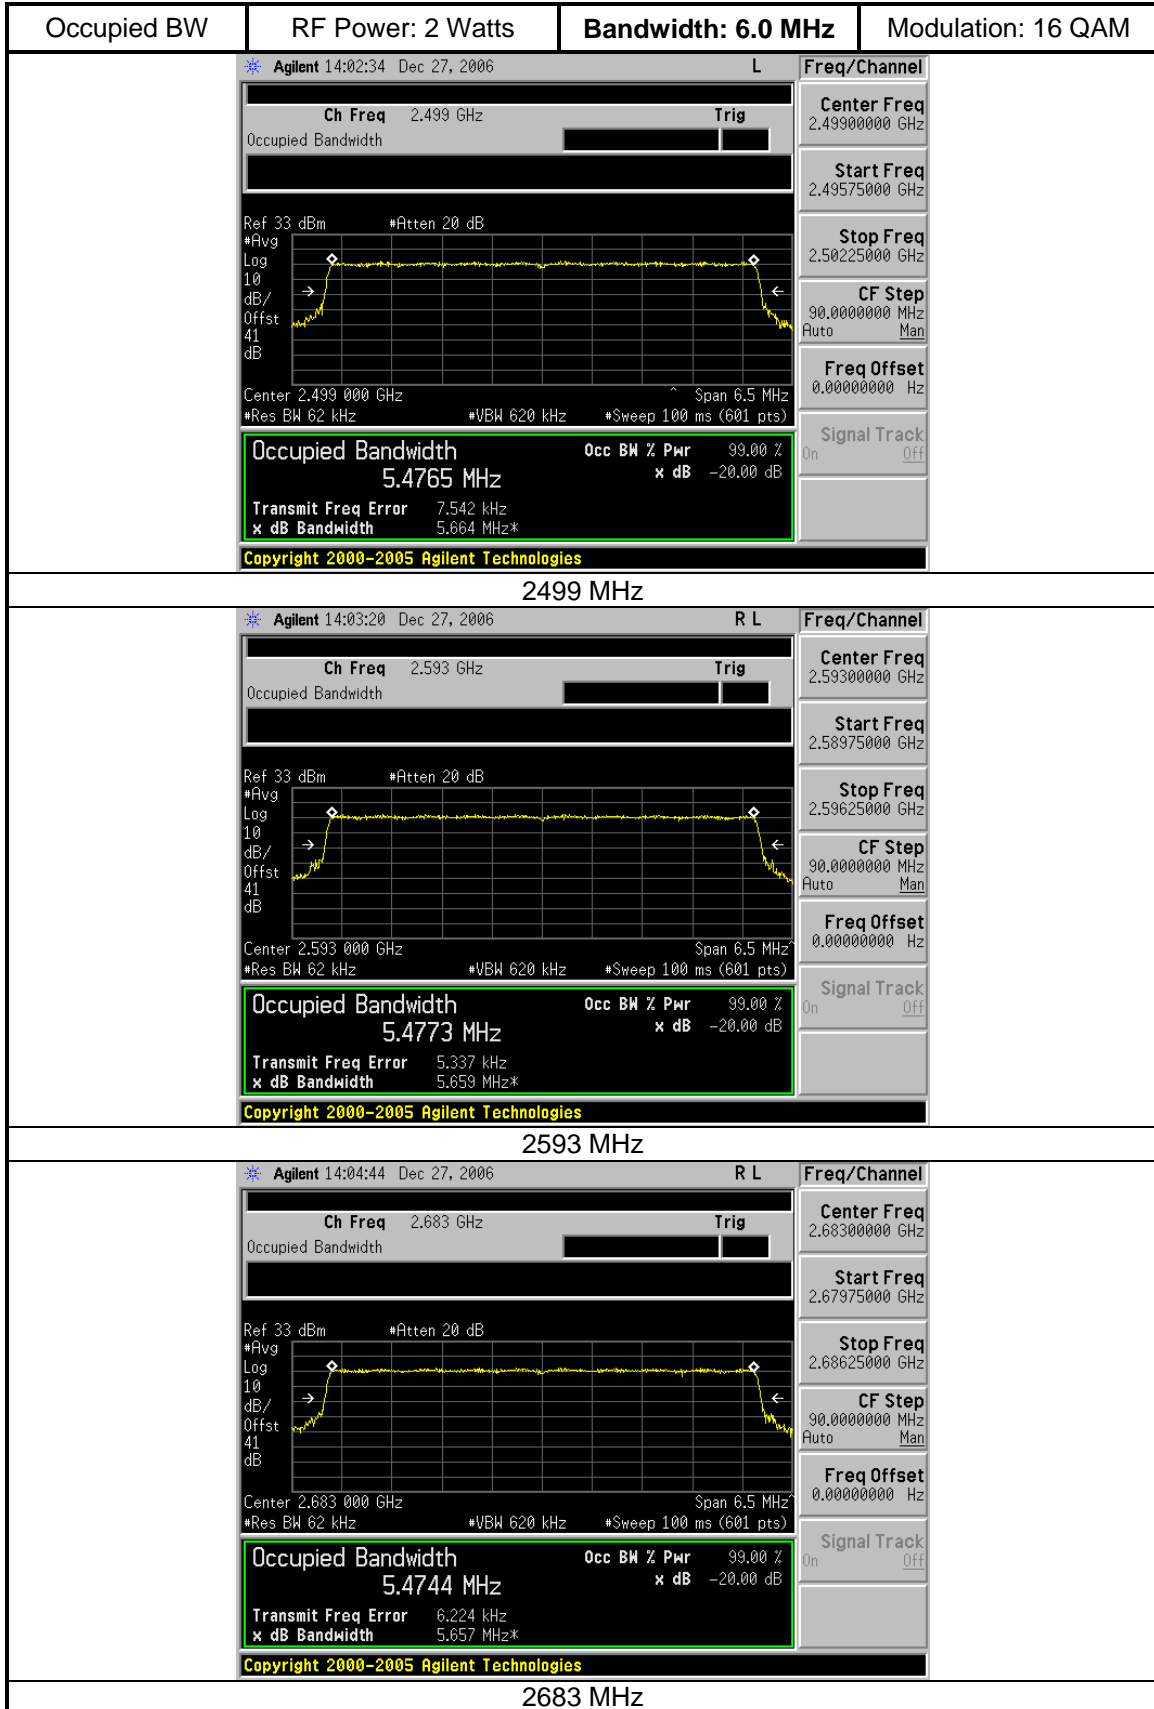 Occupied BW RF Power: 2 Watts Bandwidth: 6.0 MHz Modulation: 16 QAM
Agilent 14:02:34 Dec 27, 2006 L Freq/Channel
Ch Freq 2.499 GHz Trig
Occupied Bandwidth
Center Freq
2.49900000 GHz
Start Freq
2.49575000 GHz
Stop Freq
2.50225000 GHz
CF Step
90.0000000 MHz
Auto Man
Freq Offset
0.00000000 Hz
Signal Track
On Off
Ref 33 dBm #Atten 20 dB
#Avg
Log
10
dB/
Offst
41
dB
Center 2.499 000 GHz ^ Span 6.5 MHz
#Res BW 62 kHz #VBW 620 kHz #Sweep 100 ms (601 pts)
Occupied Bandwidth Occ BW % Pwr 99.00 %
5.4765 MHz x dB -20.00 dB
Transmit Freq Error 7.542 kHz
x dB Bandwidth 5.664 MHz*
Copyright 2000-2005 Agilent Technologies
2499 MHz
Agilent 14:03:20 Dec 27, 2006 R L Freq/Channel
Ch Freq 2.593 GHz Trig
Occupied Bandwidth
Center Freq
2.59300000 GHz
Start Freq
2.58975000 GHz
Stop Freq
2.59625000 GHz
CF Step
90.0000000 MHz
Auto Man
Freq Offset
0.00000000 Hz
Signal Track
On Off
Ref 33 dBm #Atten 20 dB
#Avg
Log
10
dB/
Offst
41
dB
Center 2.593 000 GHz Span 6.5 MHz^
#Res BW 62 kHz #VBW 620 kHz #Sweep 100 ms (601 pts)
Occupied Bandwidth Occ BW % Pwr 99.00 %
5.4773 MHz x dB -20.00 dB
Transmit Freq Error 5.337 kHz
x dB Bandwidth 5.659 MHz*
Copyright 2000-2005 Agilent Technologies
2593 MHz
Agilent 14:04:44 Dec 27, 2006 R L Freq/Channel
Ch Freq 2.683 GHz Trig
Occupied Bandwidth
Center Freq
2.68300000 GHz
Start Freq
2.67975000 GHz
Stop Freq
2.68625000 GHz
CF Step
90.0000000 MHz
Auto Man
Freq Offset
0.00000000 Hz
Signal Track
On Off
Ref 33 dBm #Atten 20 dB
#Avg
Log
10
dB/
Offst
41
dB
Center 2.683 000 GHz Span 6.5 MHz^
#Res BW 62 kHz #VBW 620 kHz #Sweep 100 ms (601 pts)
Occupied Bandwidth Occ BW % Pwr 99.00 %
5.4744 MHz x dB -20.00 dB
Transmit Freq Error 6.224 kHz
x dB Bandwidth 5.657 MHz*
Copyright 2000-2005 Agilent Technologies
2683 MHz